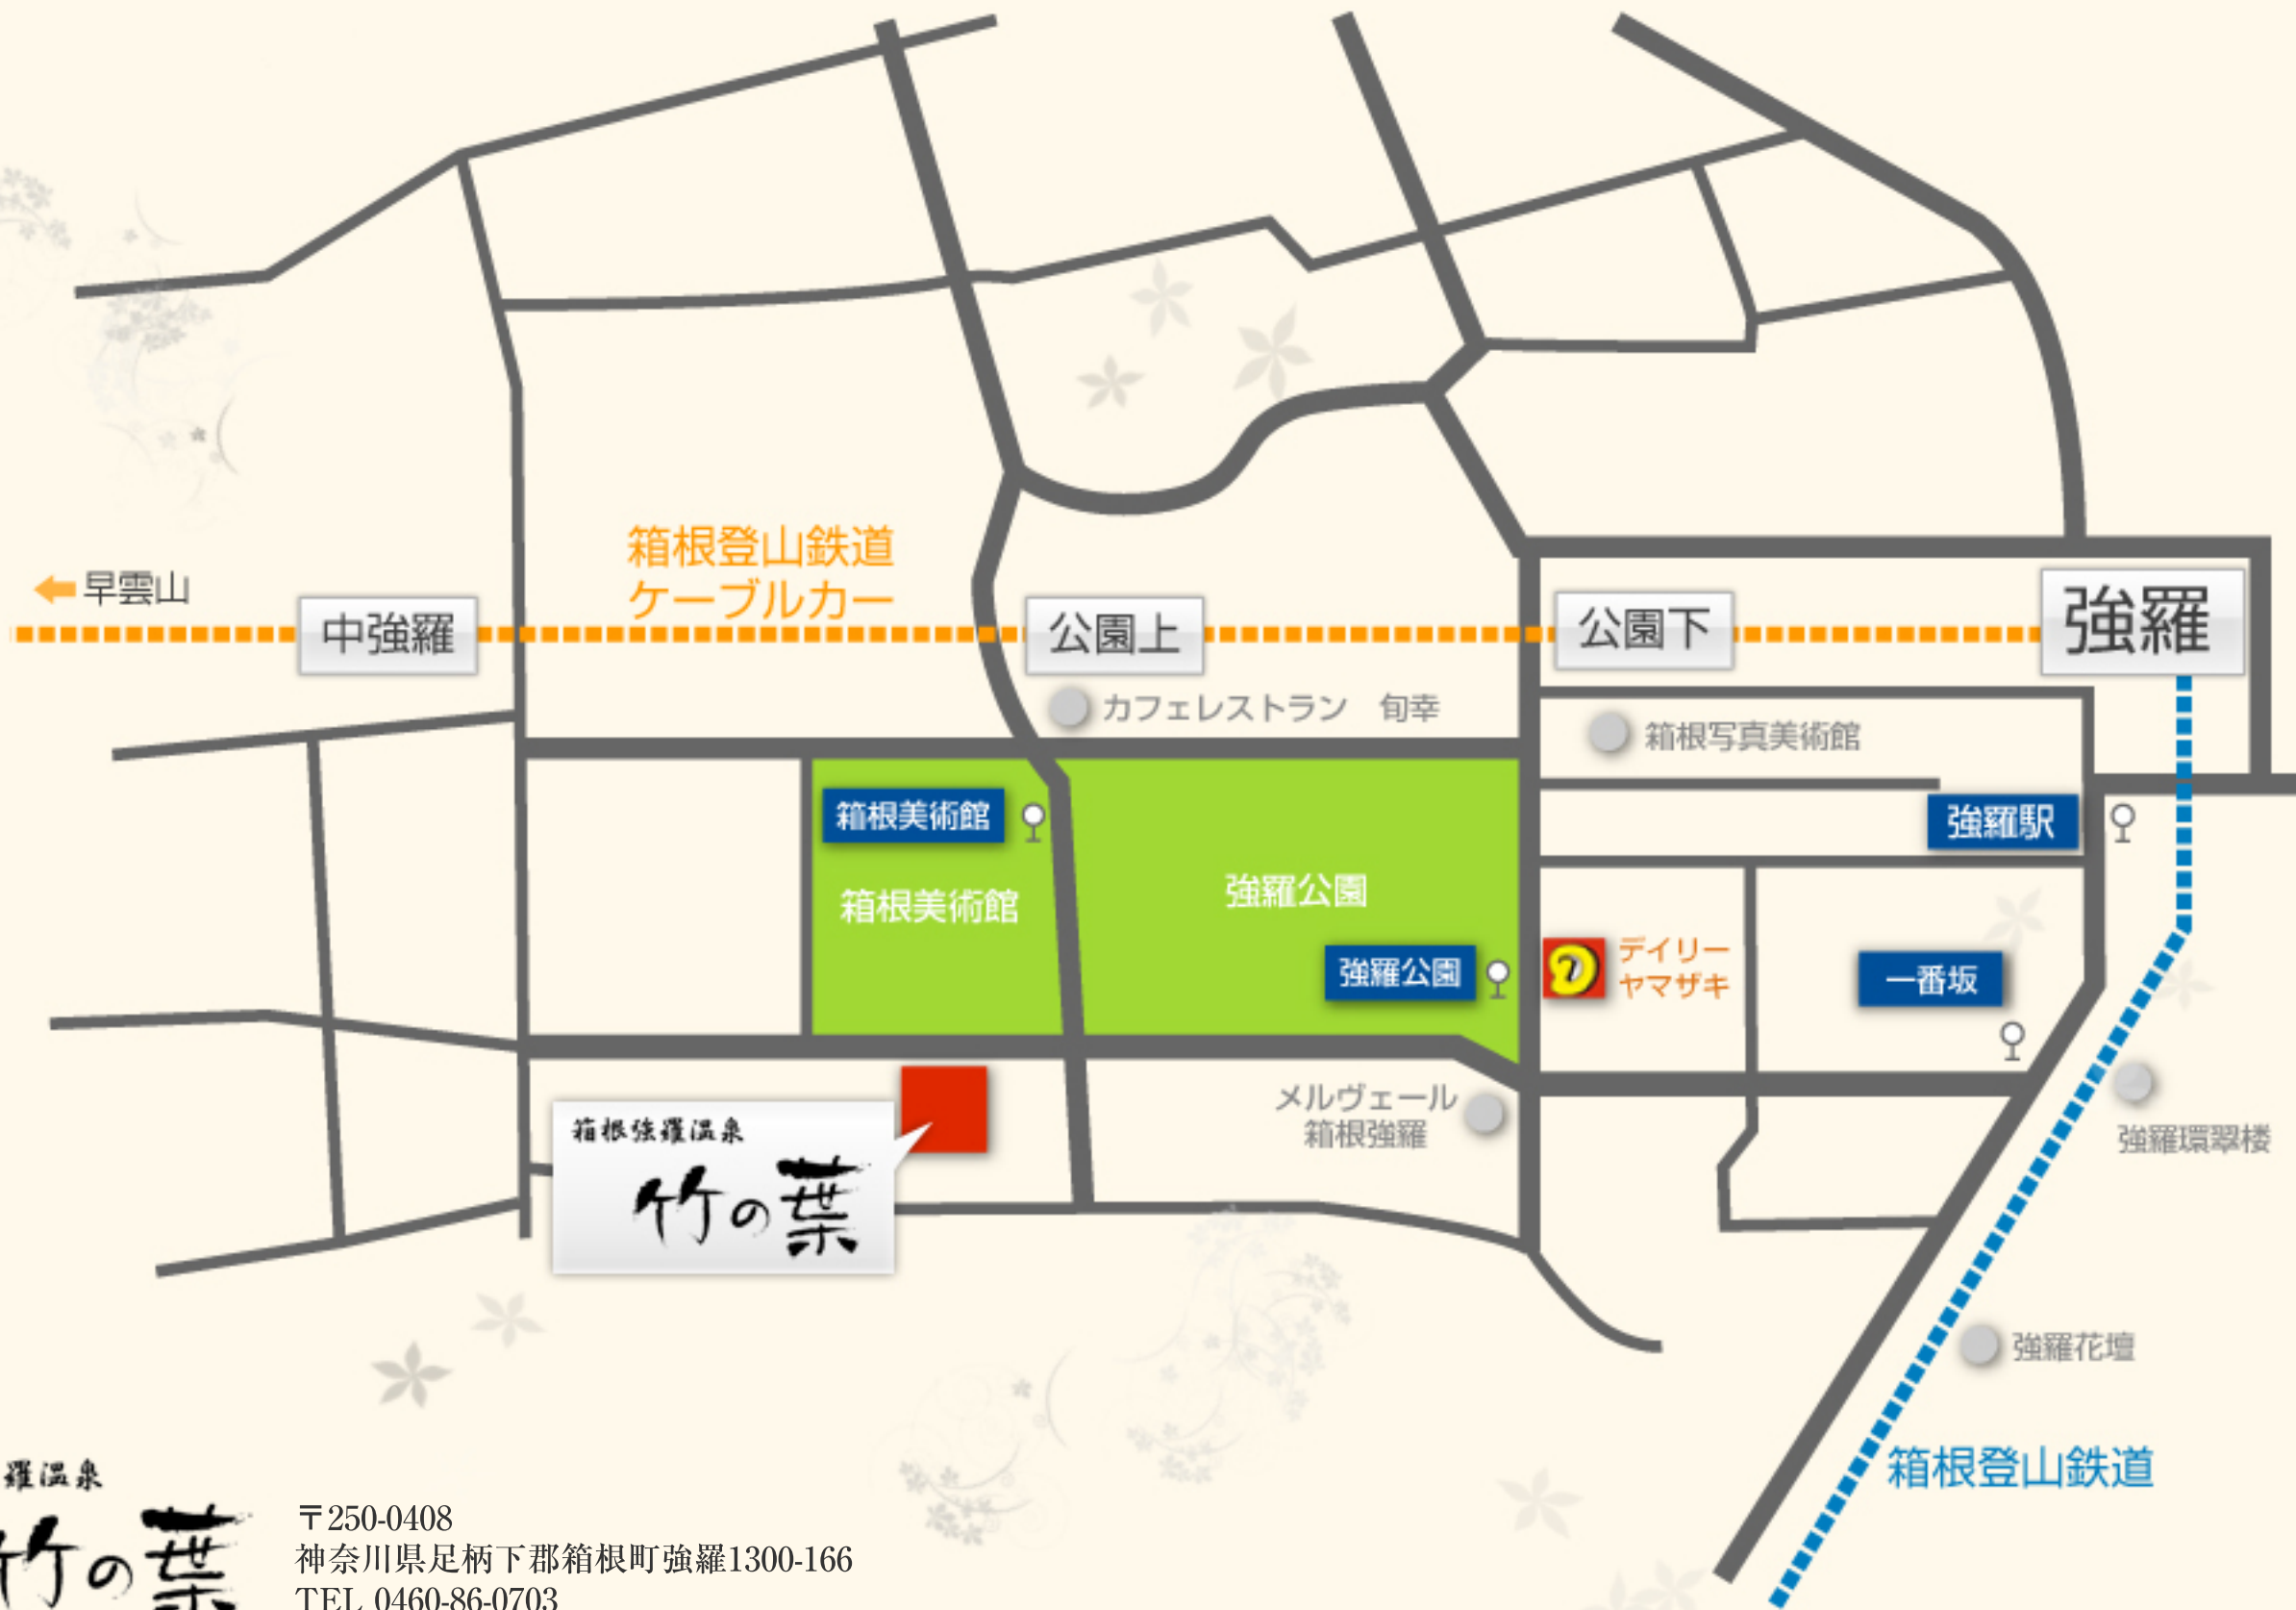 箱根登山鉄道
ケーブルカー
早雲山
中強羅
公園上
公園下
強羅
カフェレストラン 旬幸
箱根写真美術館
箱根美術館
強羅駅
箱根美術館
強羅公園
強羅公園
デイリー
ヤマザキ
一番坂
メルヴェール
箱根強羅
強羅環翠楼
箱根強羅温泉
竹の葉
強羅花壇
箱根登山鉄道
羅温泉
竹の葉
〒250-0408
神奈川県足柄下郡箱根町強羅1300-166
TEL 0460-86-0703